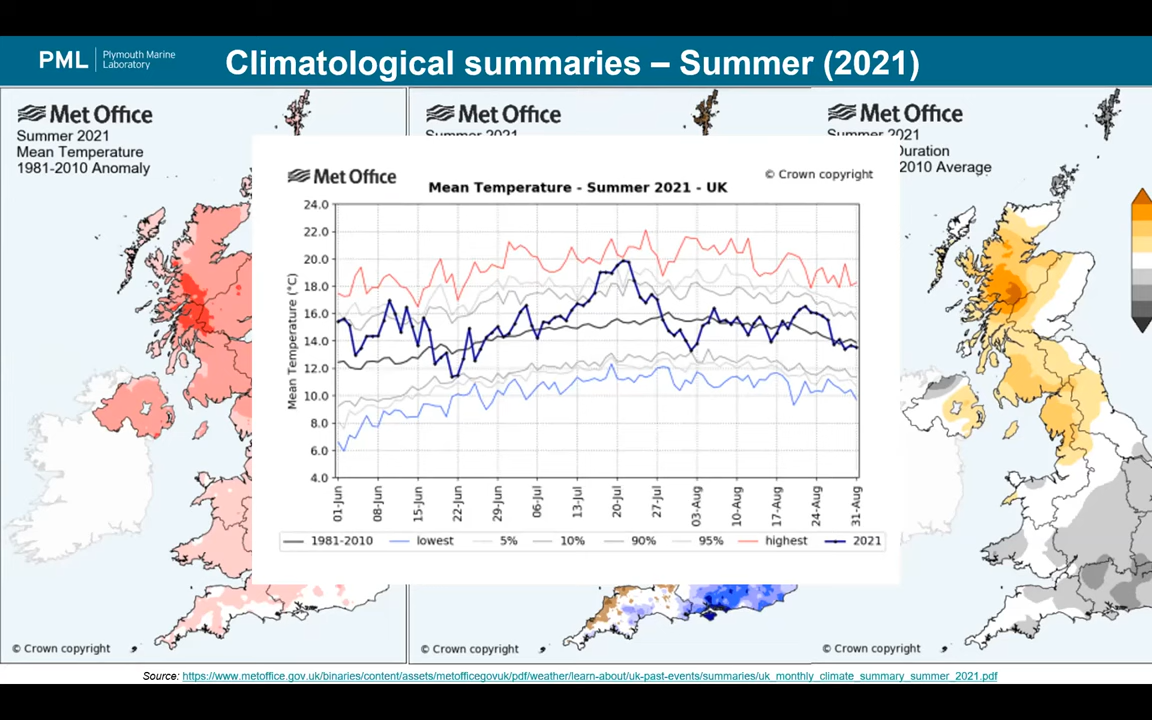 PML | Plymouth Marine Laboratory
Climatological summaries – Summer (2021)
Met Office
Summer 2021
Mean Temperature
1981-2010 Anomaly
Met Office
Summer 2021
Met Office
Summer 2021
Duration
2010 Average
Met Office
Mean Temperature - Summer 2021 - UK
© Crown copyright
Mean Temperature (°C)
24.0
22.0
20.0
18.0
16.0
14.0
12.0
10.0
8.0
6.0
4.0
01-Jun
08-Jun
15-Jun
22-Jun
29-Jun
06-Jul
13-Jul
20-Jul
27-Jul
03-Aug
10-Aug
17-Aug
24-Aug
31-Aug
1981-2010 lowest 5% 10% 90% 95% highest 2021
© Crown copyright
© Crown copyright
© Crown copyright
Source: https://www.metoffice.gov.uk/binaries/content/assets/metofficegovuk/pdf/weather/learn-about/uk-past-events/summaries/uk_monthly_climate_summary_summer_2021.pdf